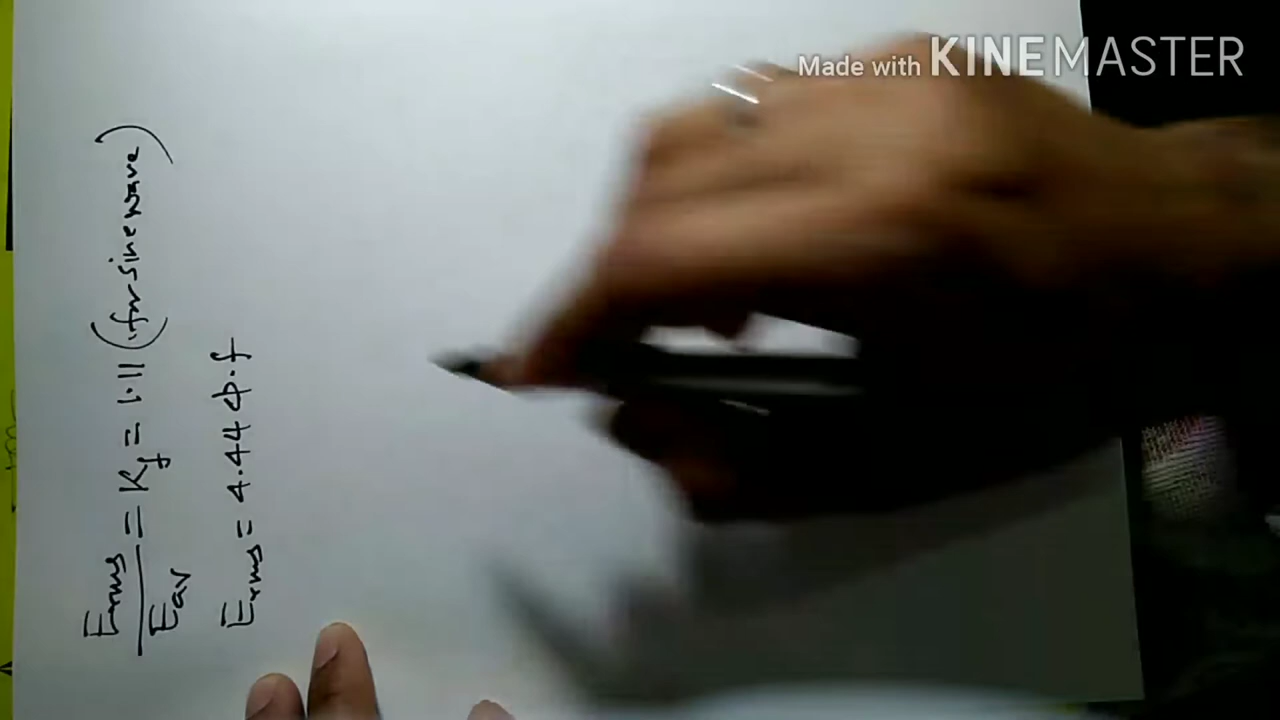 Made with KINEMASTER
Erms / Eav = Kf = 1.11 (for sine wave)
Erms = 4.44 Φ.f